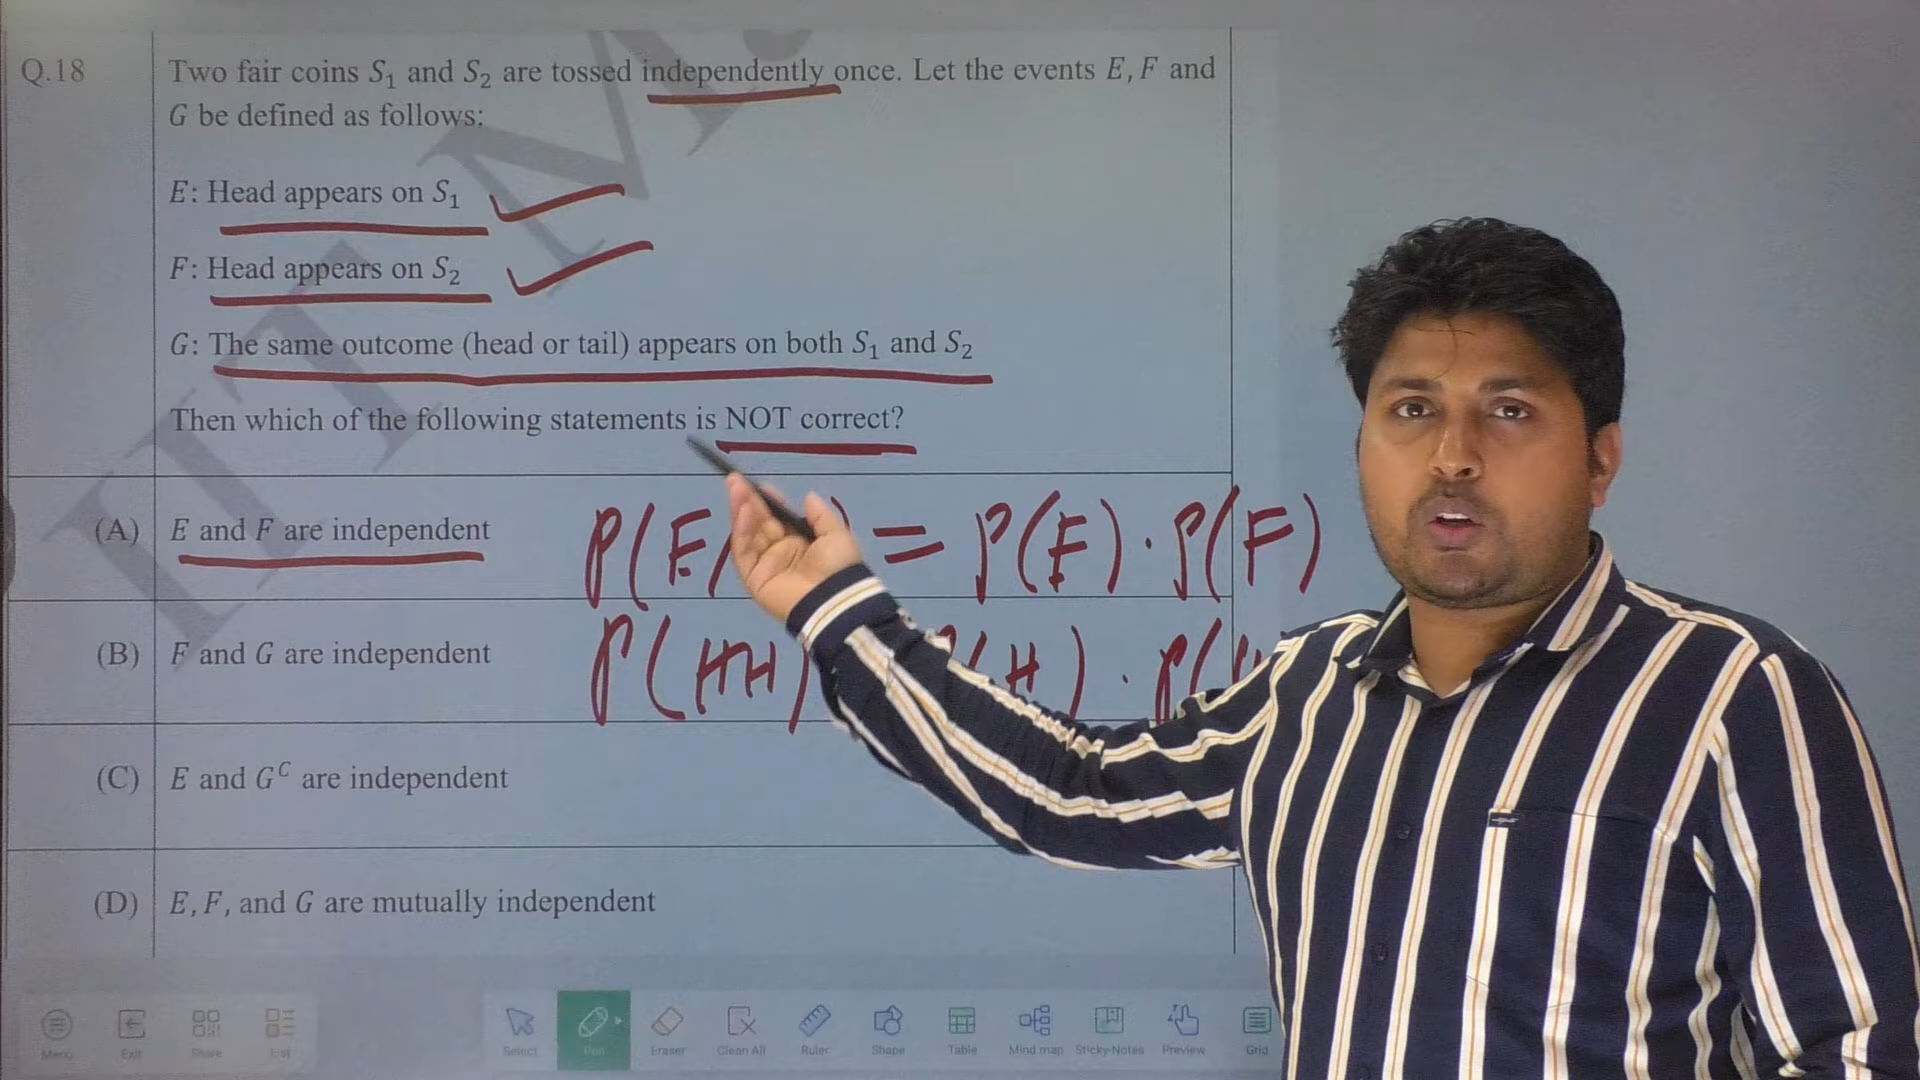 Q.18 Two fair coins S₁ and S₂ are tossed independently once. Let the events E, F and
G be defined as follows:
E: Head appears on S₁
F: Head appears on S₂
G: The same outcome (head or tail) appears on both S₁ and S₂
Then which of the following statements is NOT correct?
(A) E and F are independent
P(E = P(E) · P(F)
(B) F and G are independent
P(HH) (H) · P(
(C) E and Gᶜ are independent
(D) E, F, and G are mutually independent
IIT M
Menu Exit Share List Select Pen Eraser Clean All Ruler Shape Table Mind map Sticky-Notes Preview Grid